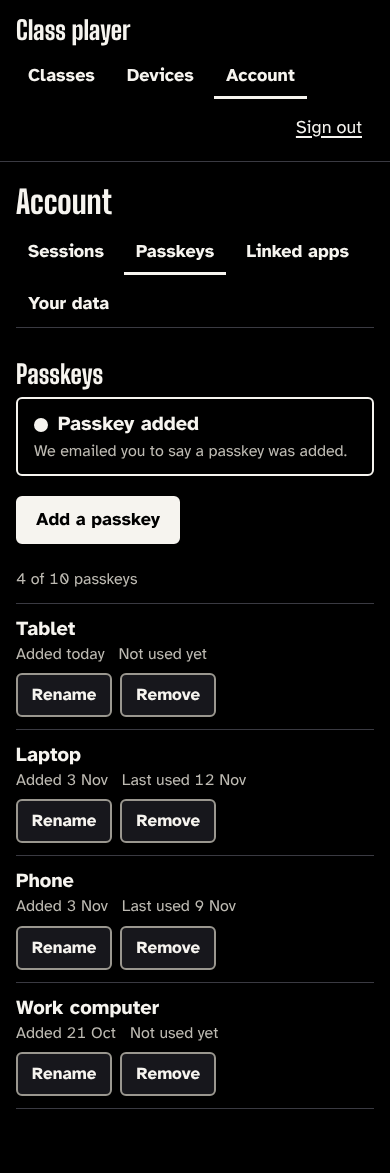 Class player
Classes Devices Account
Sign out
Account
Sessions Passkeys Linked apps
Your data
Passkeys
Passkey added
We emailed you to say a passkey was added.
Add a passkey
4 of 10 passkeys
Tablet
Added today Not used yet
Rename Remove
Laptop
Added 3 Nov Last used 12 Nov
Rename Remove
Phone
Added 3 Nov Last used 9 Nov
Rename Remove
Work computer
Added 21 Oct Not used yet
Rename Remove